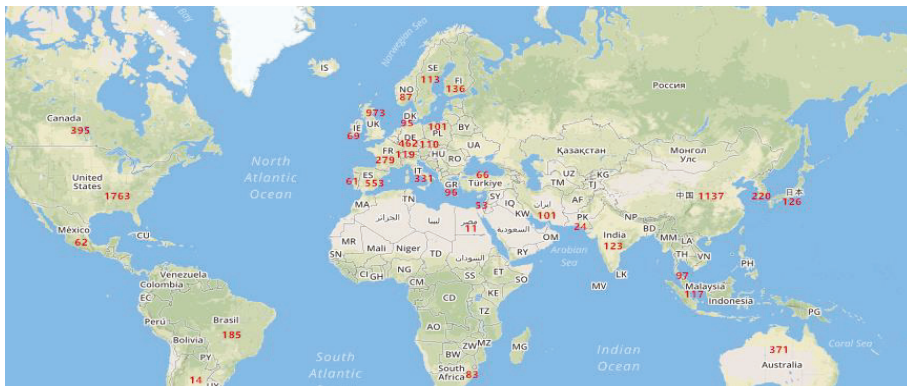 BAY
Norwegian Sea
IS
SE
113
FI
NO
87
136
Россия
Canada
395
973
UK
DK
95
IE
69
101
PL
BY
DE
462
110
UA
FR
279
119
HU
RO
Қазақстан
Монгол
Улс
North
Atlantic
Ocean
United
States
1763
ES
61
553
IT
331
GR
96
66
Türkiye
UZ
TM
KG
TJ
中国
1137
220
日本
126
TN
MA
53
SY
IQ
ایران
101
AF
PK
24
KW
NP
BD
México
62
CU
الجزائر
ليبيا
مصر
11
السعودية
OM
India
123
MM
LA
TH
VN
PH
MR
Mali
Niger
TD
السودان
RY
Arabian
Sea
SN
CI
GH
NG
CM
SS
ET
SO
LK
MV
97
Malaysia
117
Indonesia
PG
Venezuela
Colombia
EC
CD
KE
TZ
Perú
Brasil
185
Bolivia
AO
ZW
MZ
MG
BW
PY
14
UY
South
Atlantic
South
Africa
83
Indian
Ocean
371
Australia
Coral Sea